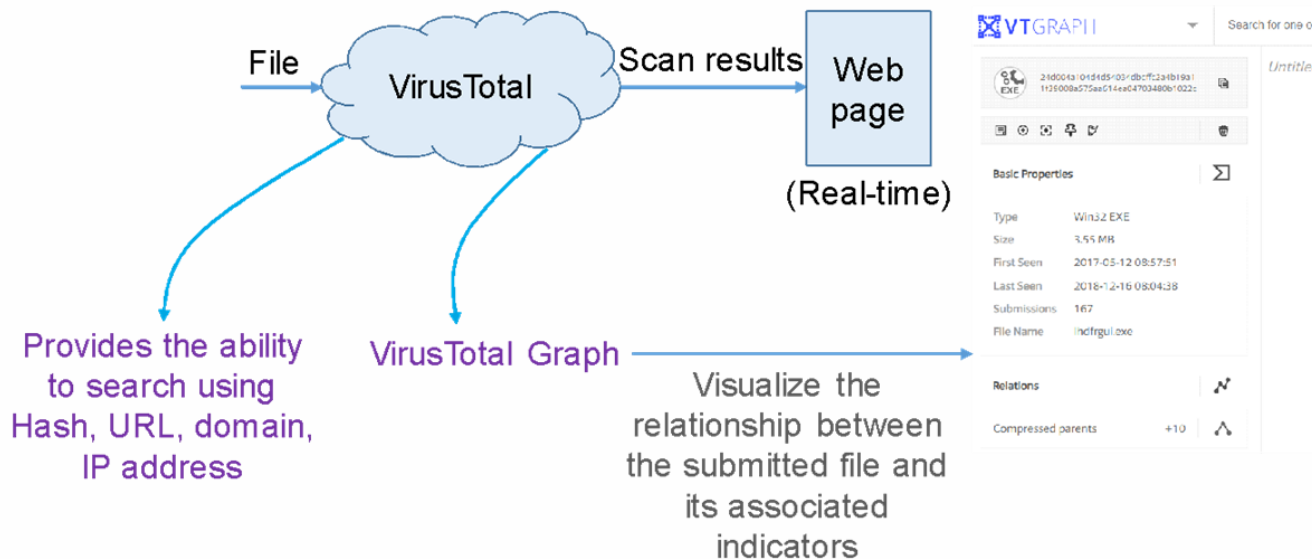 File
VirusTotal
Scan results
Web
page
(Real-time)
Provides the ability
to search using
Hash, URL, domain,
IP address
VirusTotal Graph
Visualize the
relationship between
the submitted file and
its associated
indicators
VTGRAPH
Search for one o
Untitle
EXE
Basic Properties
Type Win32 EXE
Size 3.55 MB
First Seen 2017-05-12 08:57:51
Last Seen 2018-12-16 08:04:38
Submissions 167
File Name lhdfrgui.exe
Relations
Compressed parents +10